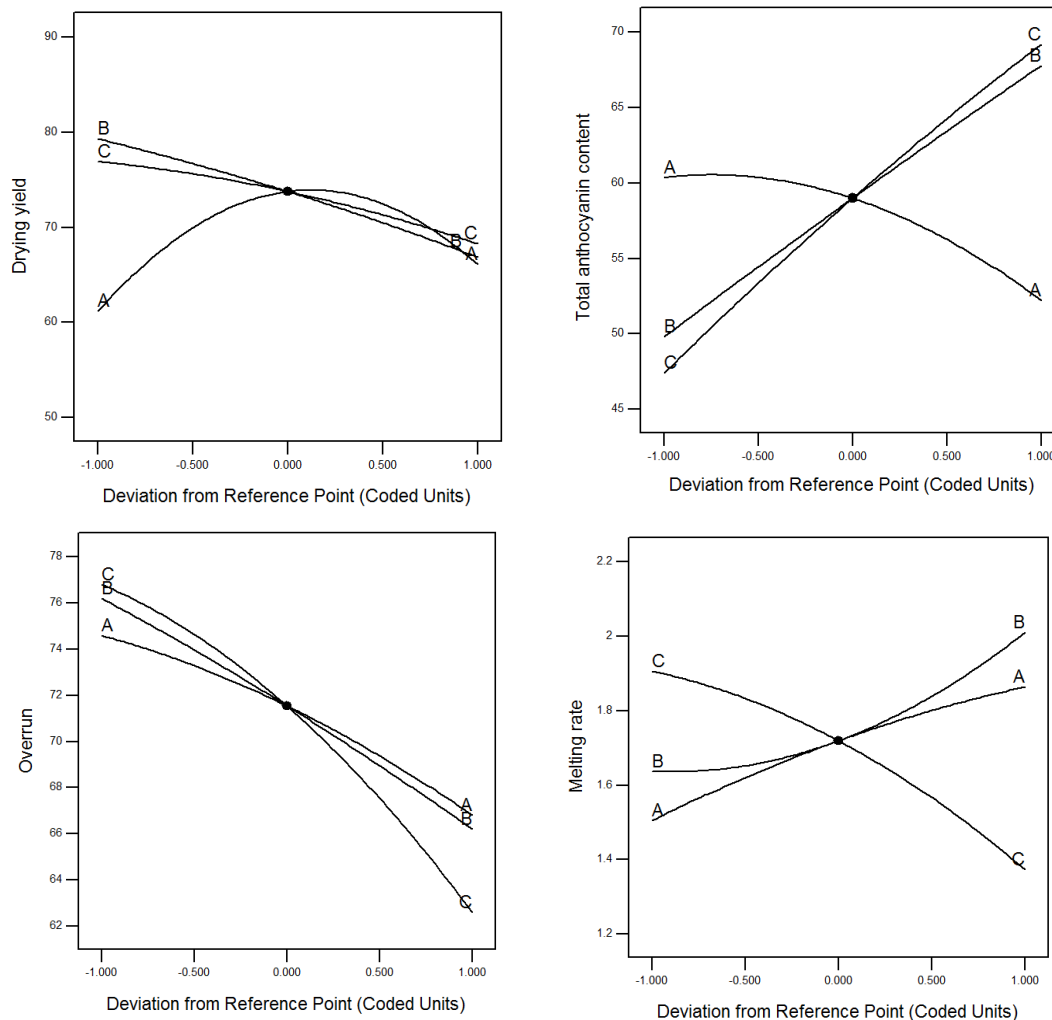 90
80
70
60
50
Drying yield
B
C
A
C
B
A
-1.000
-0.500
0.000
0.500
1.000
Deviation from Reference Point (Coded Units)
70
65
60
55
50
45
Total anthocyanin content
A
B
C
C
B
A
-1.000
-0.500
0.000
0.500
1.000
Deviation from Reference Point (Coded Units)
78
76
74
72
70
68
66
64
62
Overrun
C
B
A
A
B
C
-1.000
-0.500
0.000
0.500
1.000
Deviation from Reference Point (Coded Units)
2.2
2
1.8
1.6
1.4
1.2
Melting rate
C
B
A
B
A
C
-1.000
-0.500
0.000
0.500
1.000
Deviation from Reference Point (Coded Units)